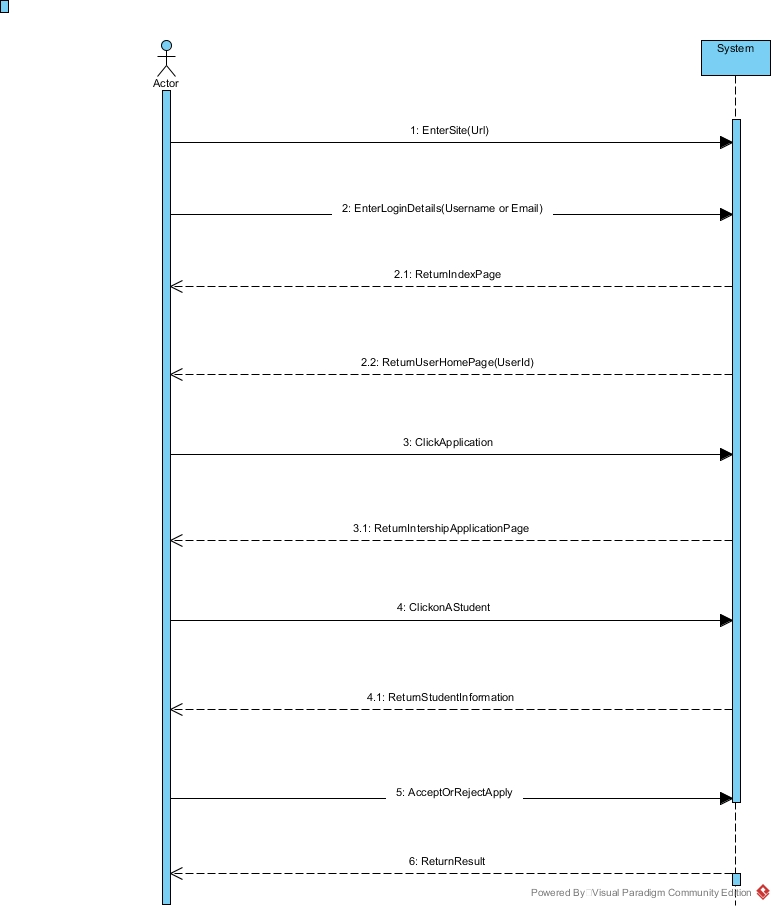 System
Actor
1: EnterSite(Url)
2: EnterLoginDetails(Username or Email)
2.1: ReturnIndexPage
2.2: ReturnUserHomePage(UserId)
3: ClickApplication
3.1: ReturnIntershipApplicationPage
4: ClickonAStudent
4.1: ReturnStudentInformation
5: AcceptOrRejectApply
6: ReturnResult
Powered By Visual Paradigm Community Edition